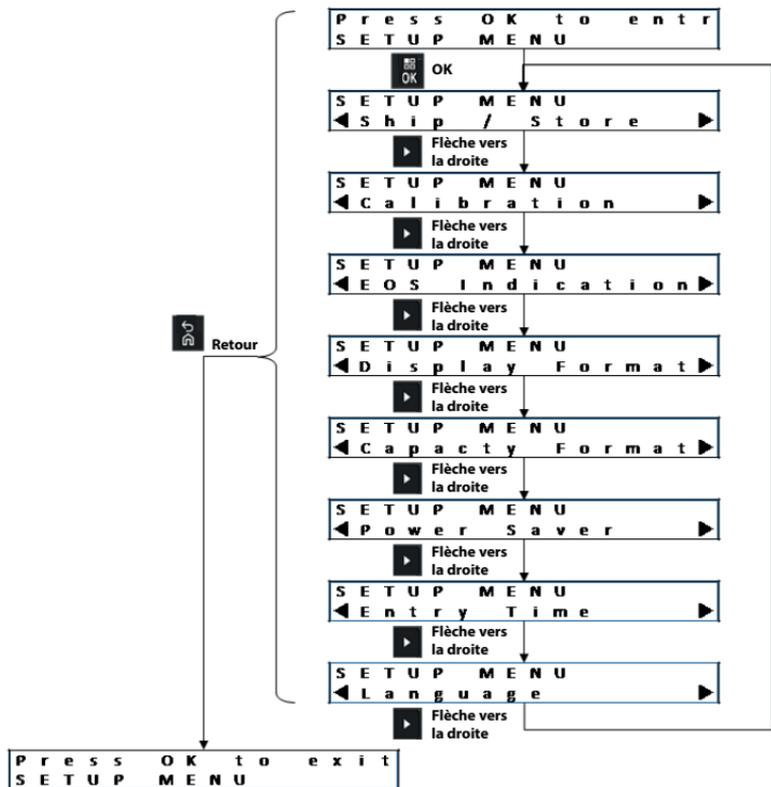 Press OK to entr
SETUP MENU
OK
OK
SETUP MENU
◀Ship / Store ▶
Flèche vers
la droite
SETUP MENU
◀Calibration ▶
Flèche vers
la droite
SETUP MENU
◀EOS Indication▶
Flèche vers
la droite
Retour
SETUP MENU
◀Display Format▶
Flèche vers
la droite
SETUP MENU
◀Capacty Format▶
Flèche vers
la droite
SETUP MENU
◀Power Saver ▶
Flèche vers
la droite
SETUP MENU
◀Entry Time ▶
Flèche vers
la droite
SETUP MENU
◀Language ▶
Flèche vers
la droite
Press OK to exit
SETUP MENU